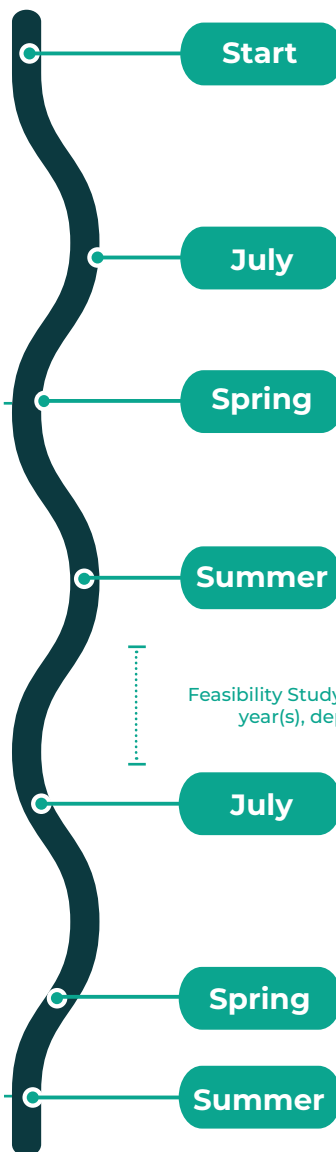 Start
July
Spring
Summer
Feasibility Study
year(s), de
July
Spring
Summer